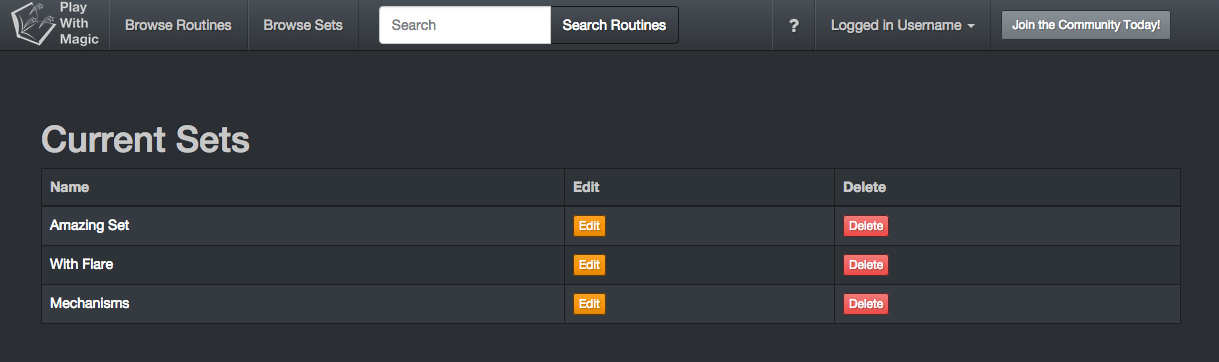 Play
With
Magic
Browse Routines Browse Sets Search Search Routines ? Logged in Username Join the Community Today!
Current Sets
Name Edit Delete
Amazing Set Edit Delete
With Flare Edit Delete
Mechanisms Edit Delete